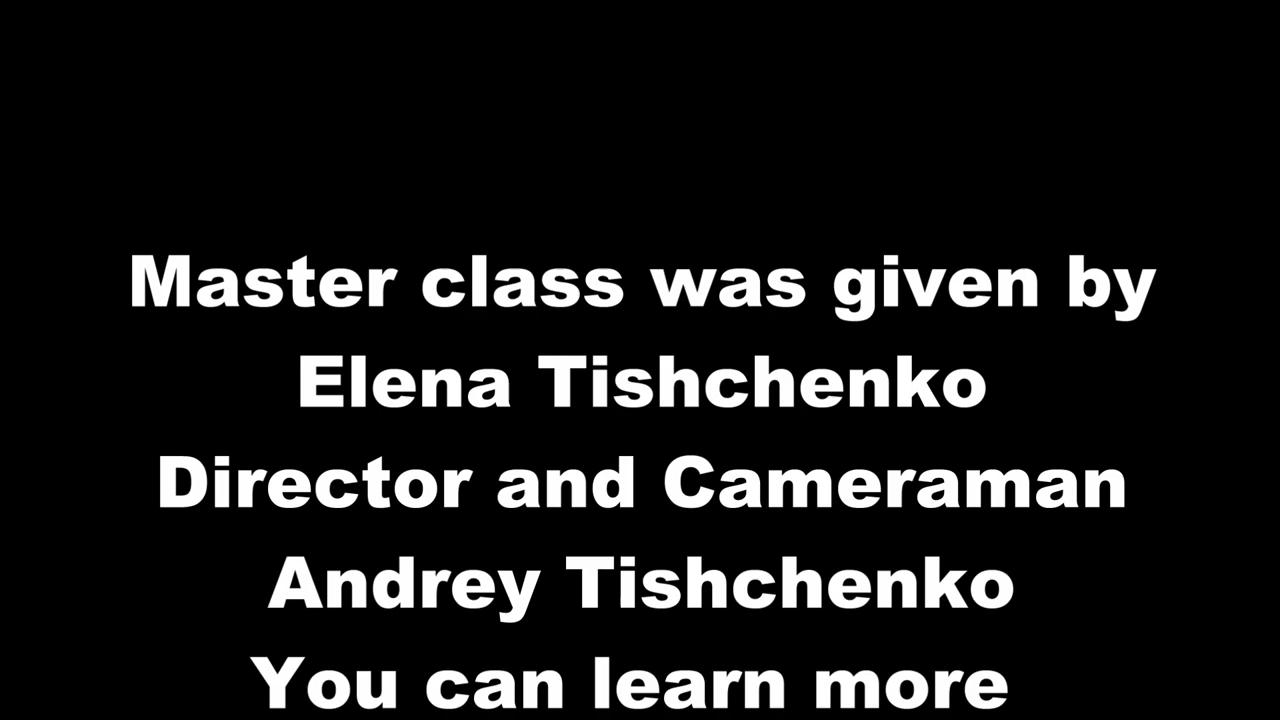 Master class was given by
Elena Tishchenko
Director and Cameraman
Andrey Tishchenko
You can learn more